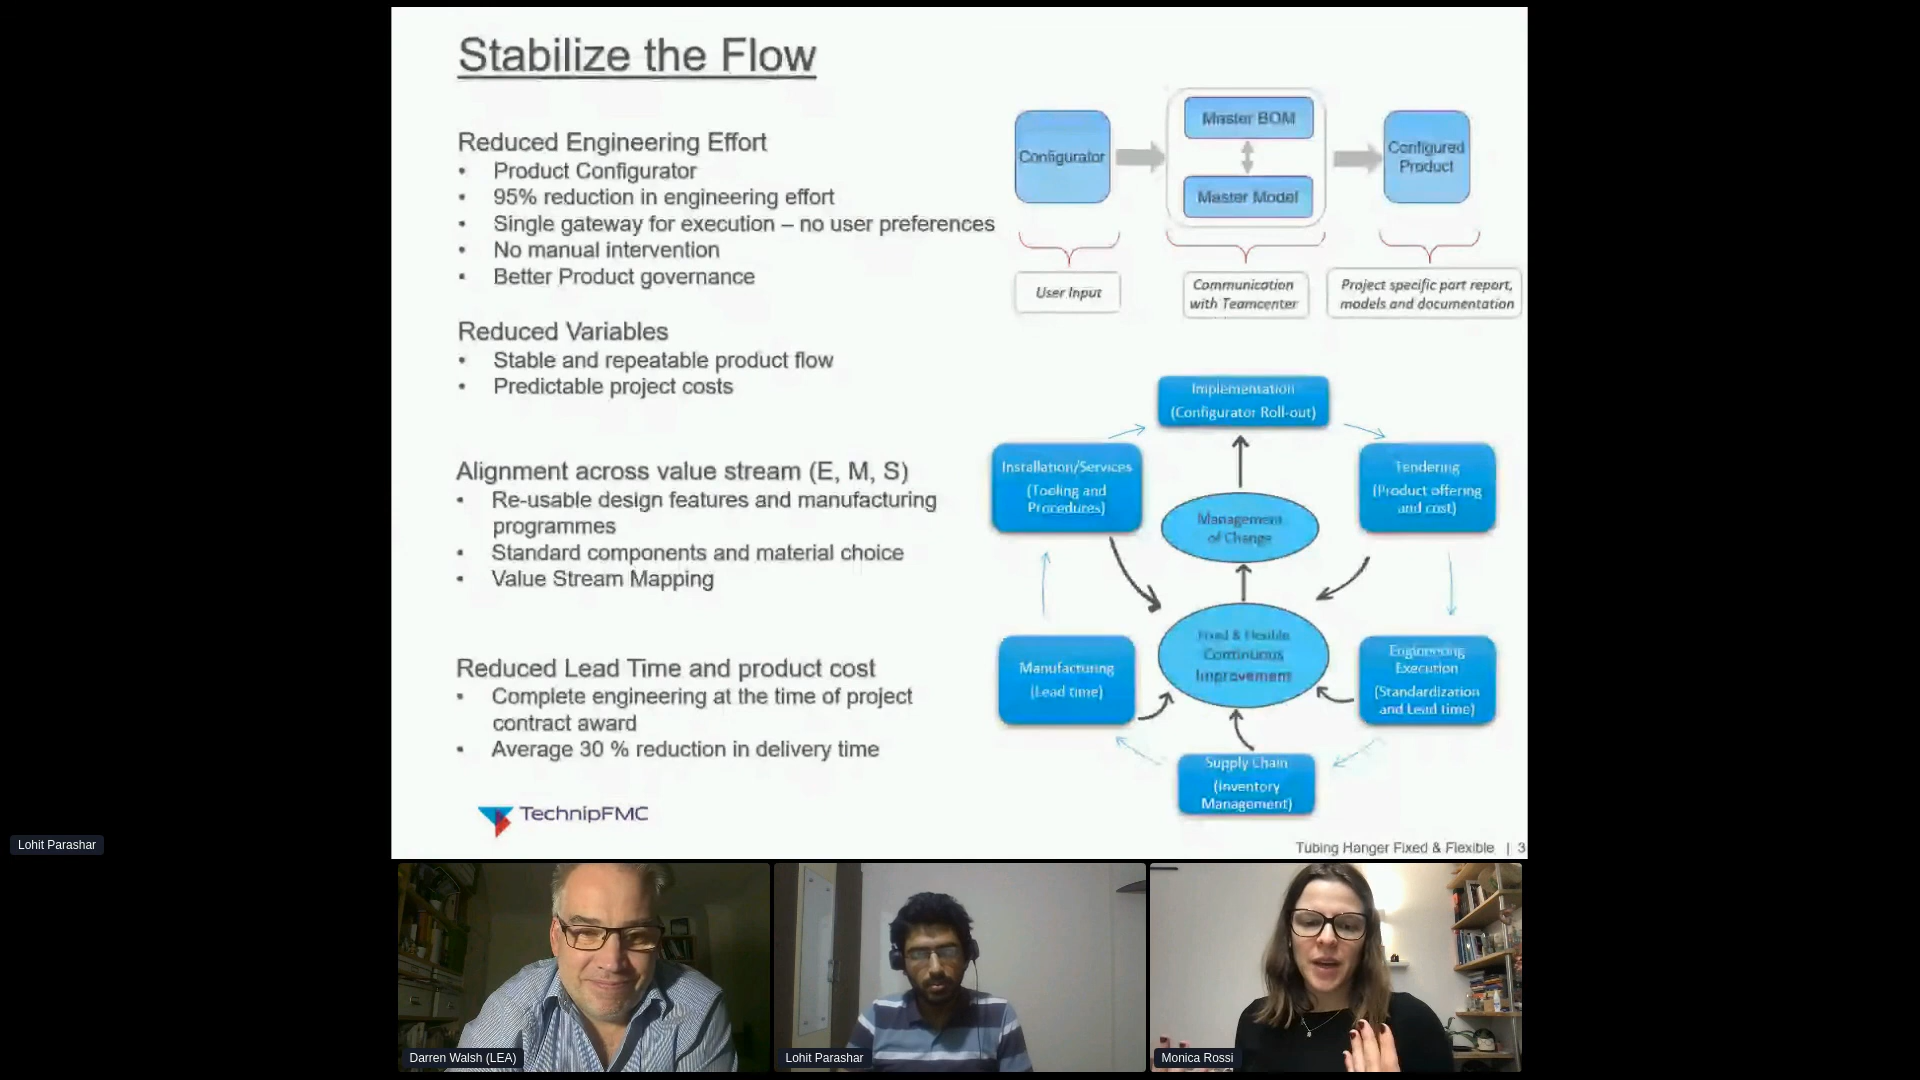 Stabilize the Flow
Reduced Engineering Effort
• Product Configurator
• 95% reduction in engineering effort
• Single gateway for execution – no user preferences
• No manual intervention
• Better Product governance
Reduced Variables
• Stable and repeatable product flow
• Predictable project costs
Alignment across value stream (E, M, S)
• Re-usable design features and manufacturing
programmes
• Standard components and material choice
• Value Stream Mapping
Reduced Lead Time and product cost
• Complete engineering at the time of project
contract award
• Average 30 % reduction in delivery time
TechnipFMC
Configurator
Master BOM
Master Model
Configured
Product
User Input
Communication
with Teamcenter
Project specific part report,
models and documentation
Implementation
(Configurator Roll-out)
Installation/Services
(Tooling and
Procedures)
Tendering
(Product offering
and cost)
Management
of Change
Fixed & Flexible
Continuous
Improvement
Manufacturing
(Lead time)
Engineering
Execution
(Standardization
and Lead time)
Supply Chain
(Inventory
Management)
Tubing Hanger Fixed & Flexible | 3
Lohit Parashar
Darren Walsh (LEA)
Lohit Parashar
Monica Rossi